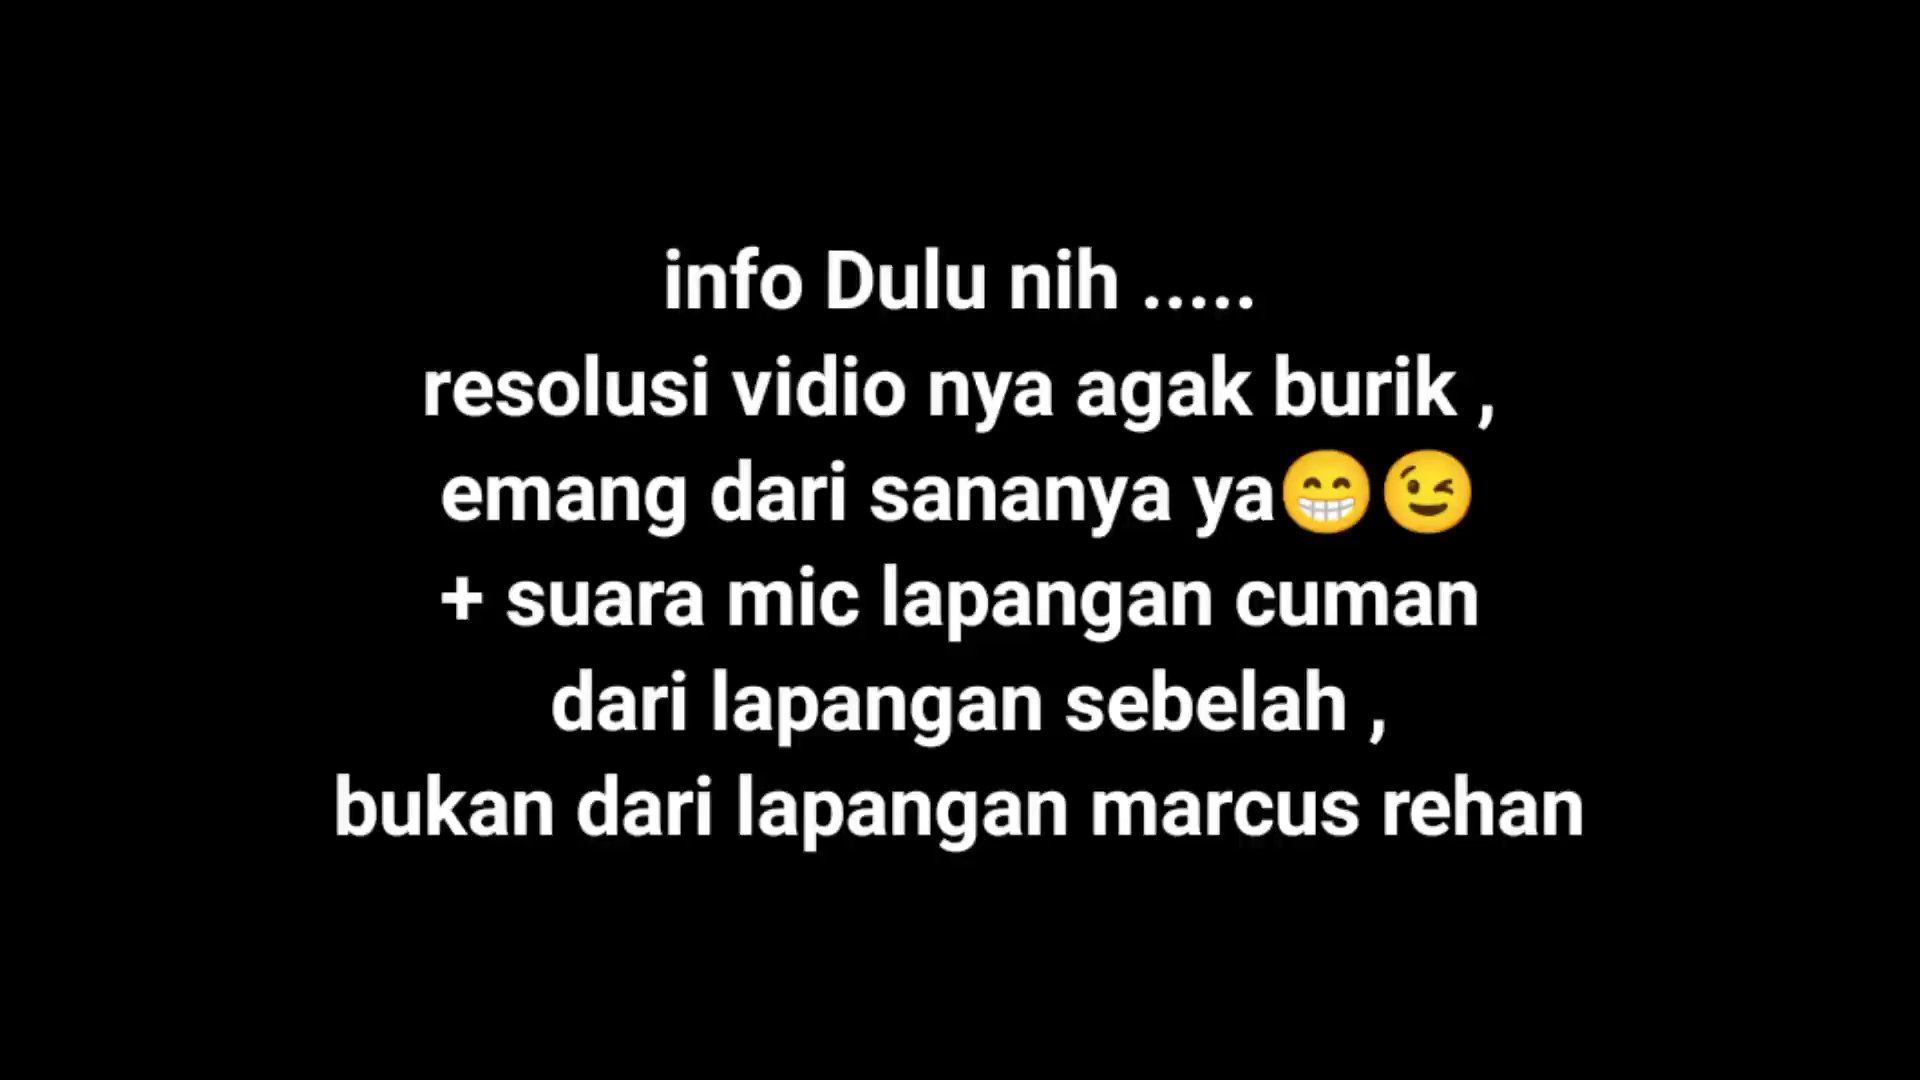 info Dulu nih .....
resolusi vidio nya agak burik ,
emang dari sananya ya😁😉
+ suara mic lapangan cuman
dari lapangan sebelah ,
bukan dari lapangan marcus rehan